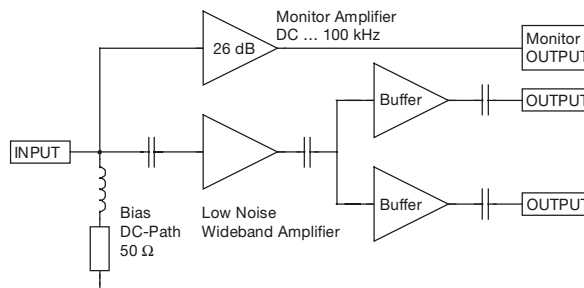 Monitor Amplifier
DC ... 100 kHz
26 dB
Monitor
OUTPUT
Buffer
OUTPUT
INPUT
Bias
DC-Path
50 Ω
Low Noise
Wideband Amplifier
Buffer
OUTPUT